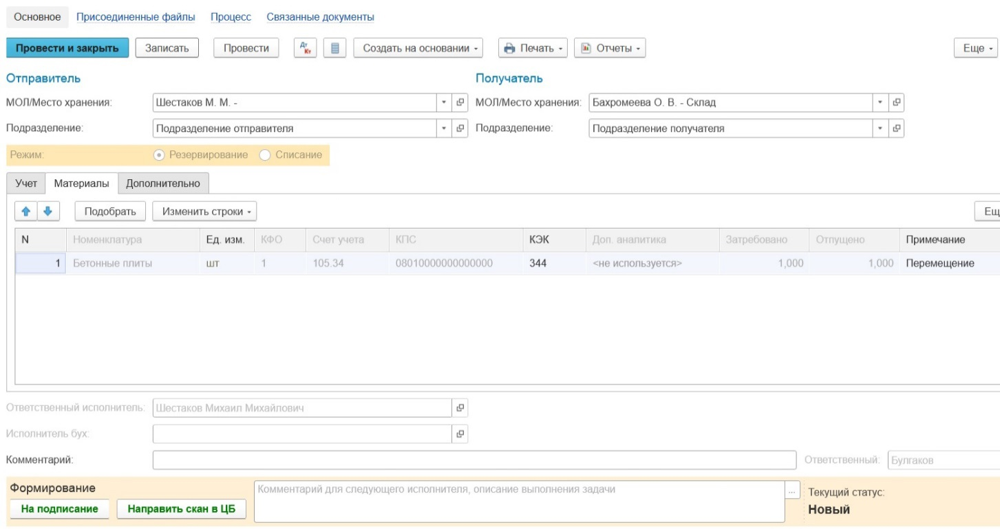 Основное Присоединенные файлы Процесс Связанные документы
Провести и закрыть Записать Провести Дт Кт Создать на основании Печать Отчеты Еще
Отправитель Получатель
МОЛ/Место хранения: Шестаков М. М. - МОЛ/Место хранения: Бахромеева О. В. - Склад
Подразделение: Подразделение отправителя Подразделение: Подразделение получателя
Режим: Резервирование Списание
Учет Материалы Дополнительно
Подобрать Изменить строки Ещ
N Номенклатура Ед. изм. КФО Счет учета КПС КЭК Доп. аналитика Затребовано Отпущено Примечание
1 Бетонные плиты шт 1 105.34 08010000000000000 344 <не используется> 1,000 1,000 Перемещение
Ответственный исполнитель: Шестаков Михаил Михайлович
Исполнитель бух:
Комментарий: Ответственный: Булгаков
Формирование Комментарий для следующего исполнителя, описание выполнения задачи ... Текущий статус:
На подписание Направить скан в ЦБ Новый